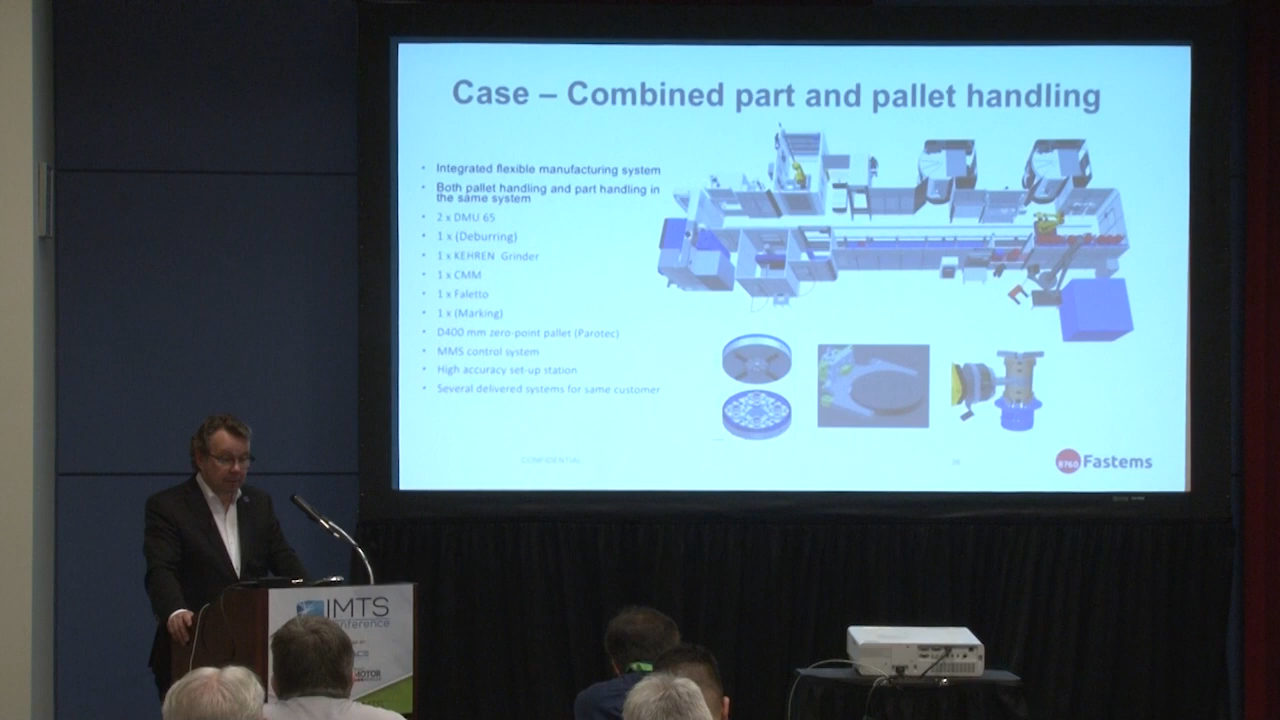 Case – Combined part and pallet handling
• Integrated flexible manufacturing system
• Both pallet handling and part handling in
the same system
• 2 x DMU 65
• 1 x (Deburring)
• 1 x KEHREN Grinder
• 1 x CMM
• 1 x Faletto
• 1 x (Marking)
• D400 mm zero-point pallet (Parotec)
• MMS control system
• High accuracy set-up station
• Several delivered systems for same customer
CONFIDENTIAL
8760 Fastems
IMTS
conference
MOTOR